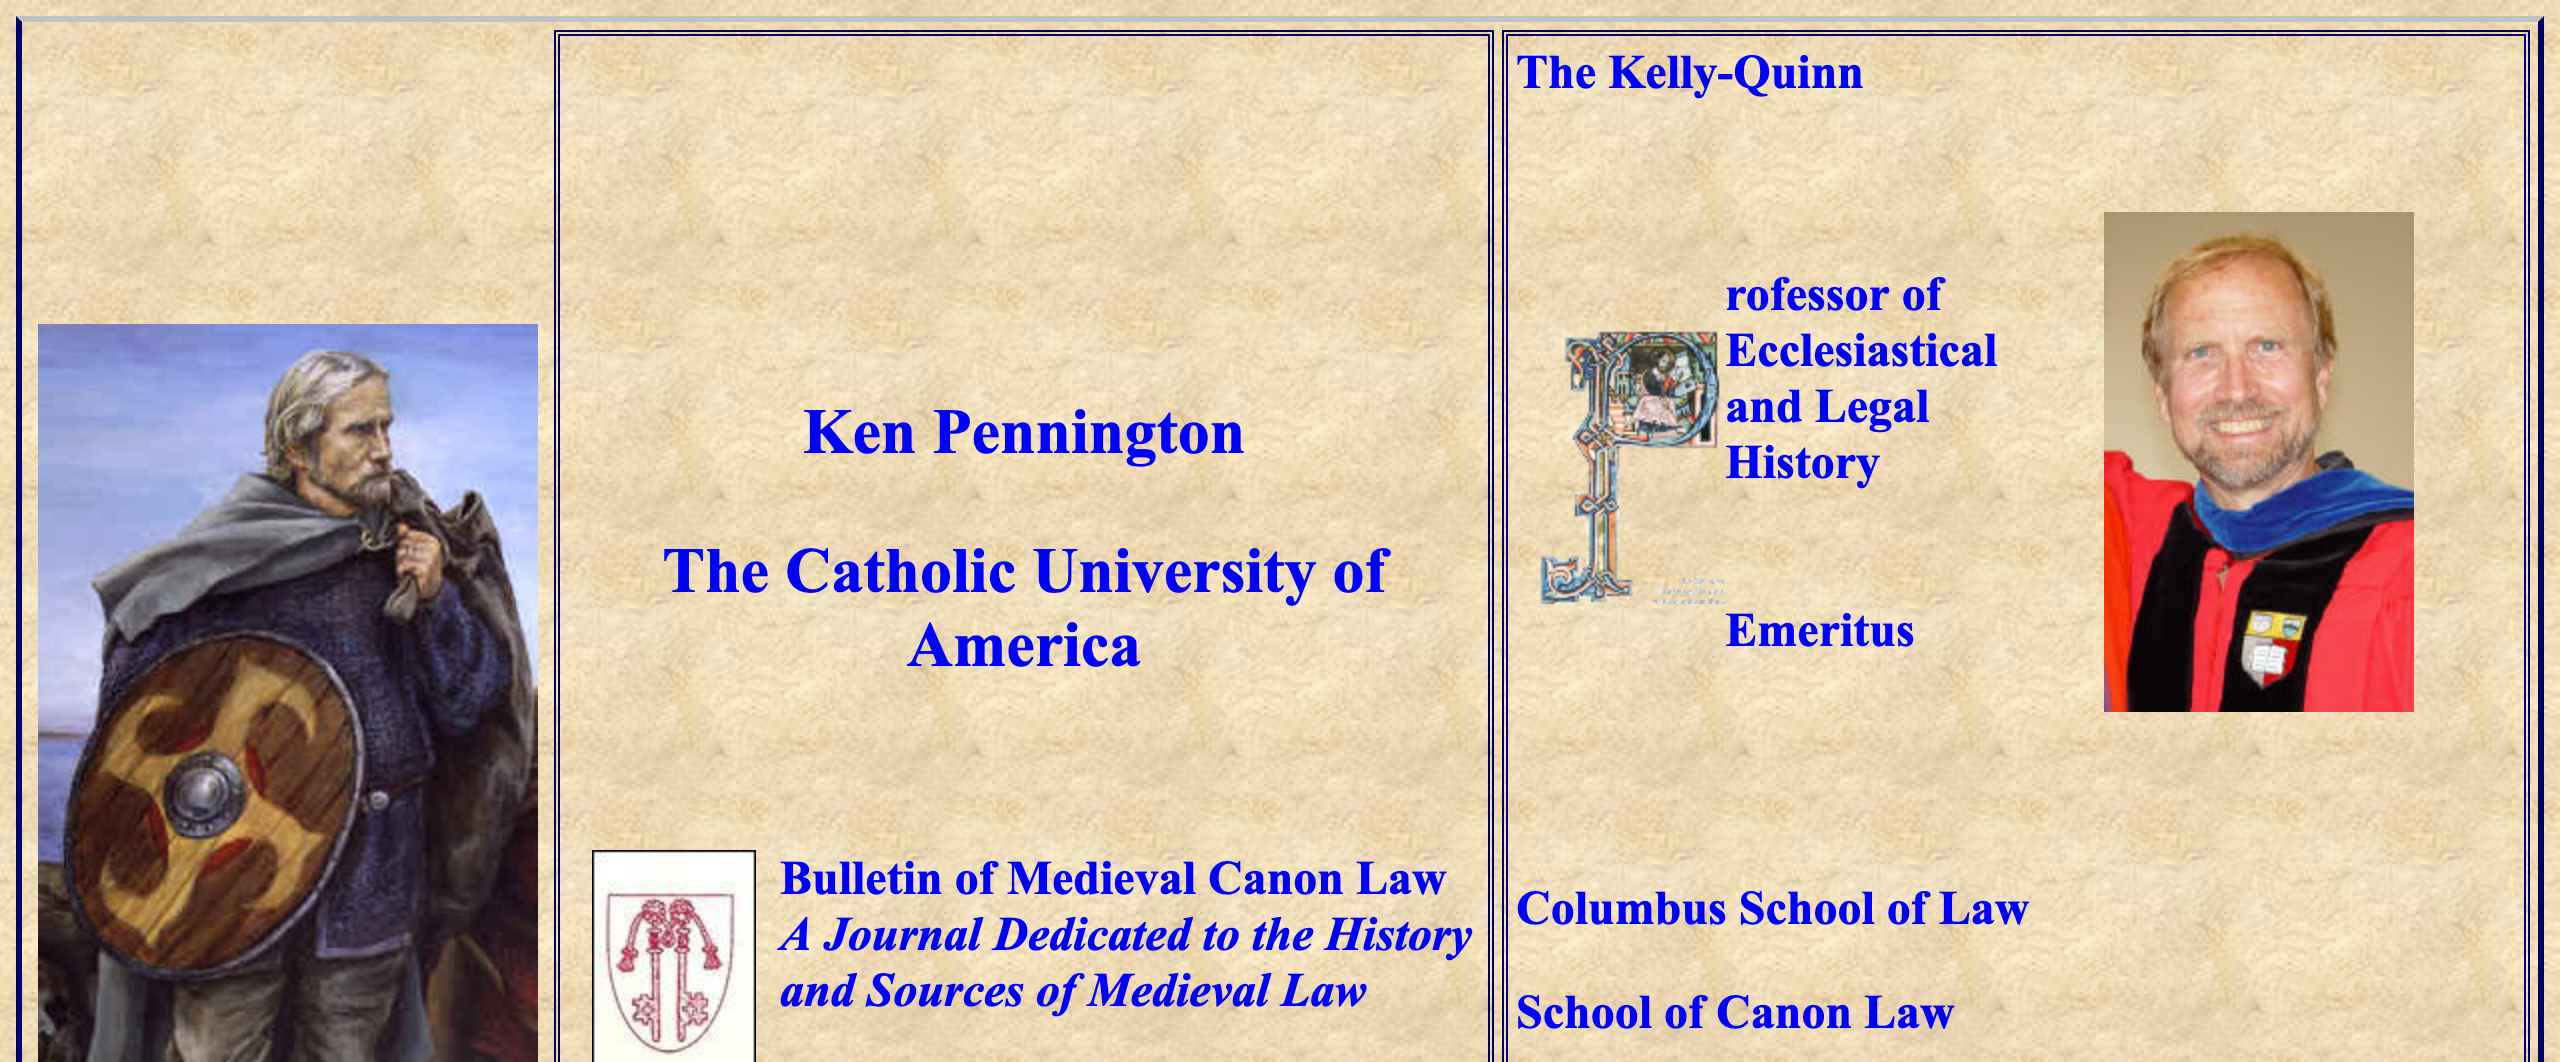 Ken Pennington
The Catholic University of
America
Bulletin of Medieval Canon Law
A Journal Dedicated to the History
and Sources of Medieval Law
The Kelly-Quinn
Professor of
Ecclesiastical
and Legal
History
Emeritus
Columbus School of Law
School of Canon Law